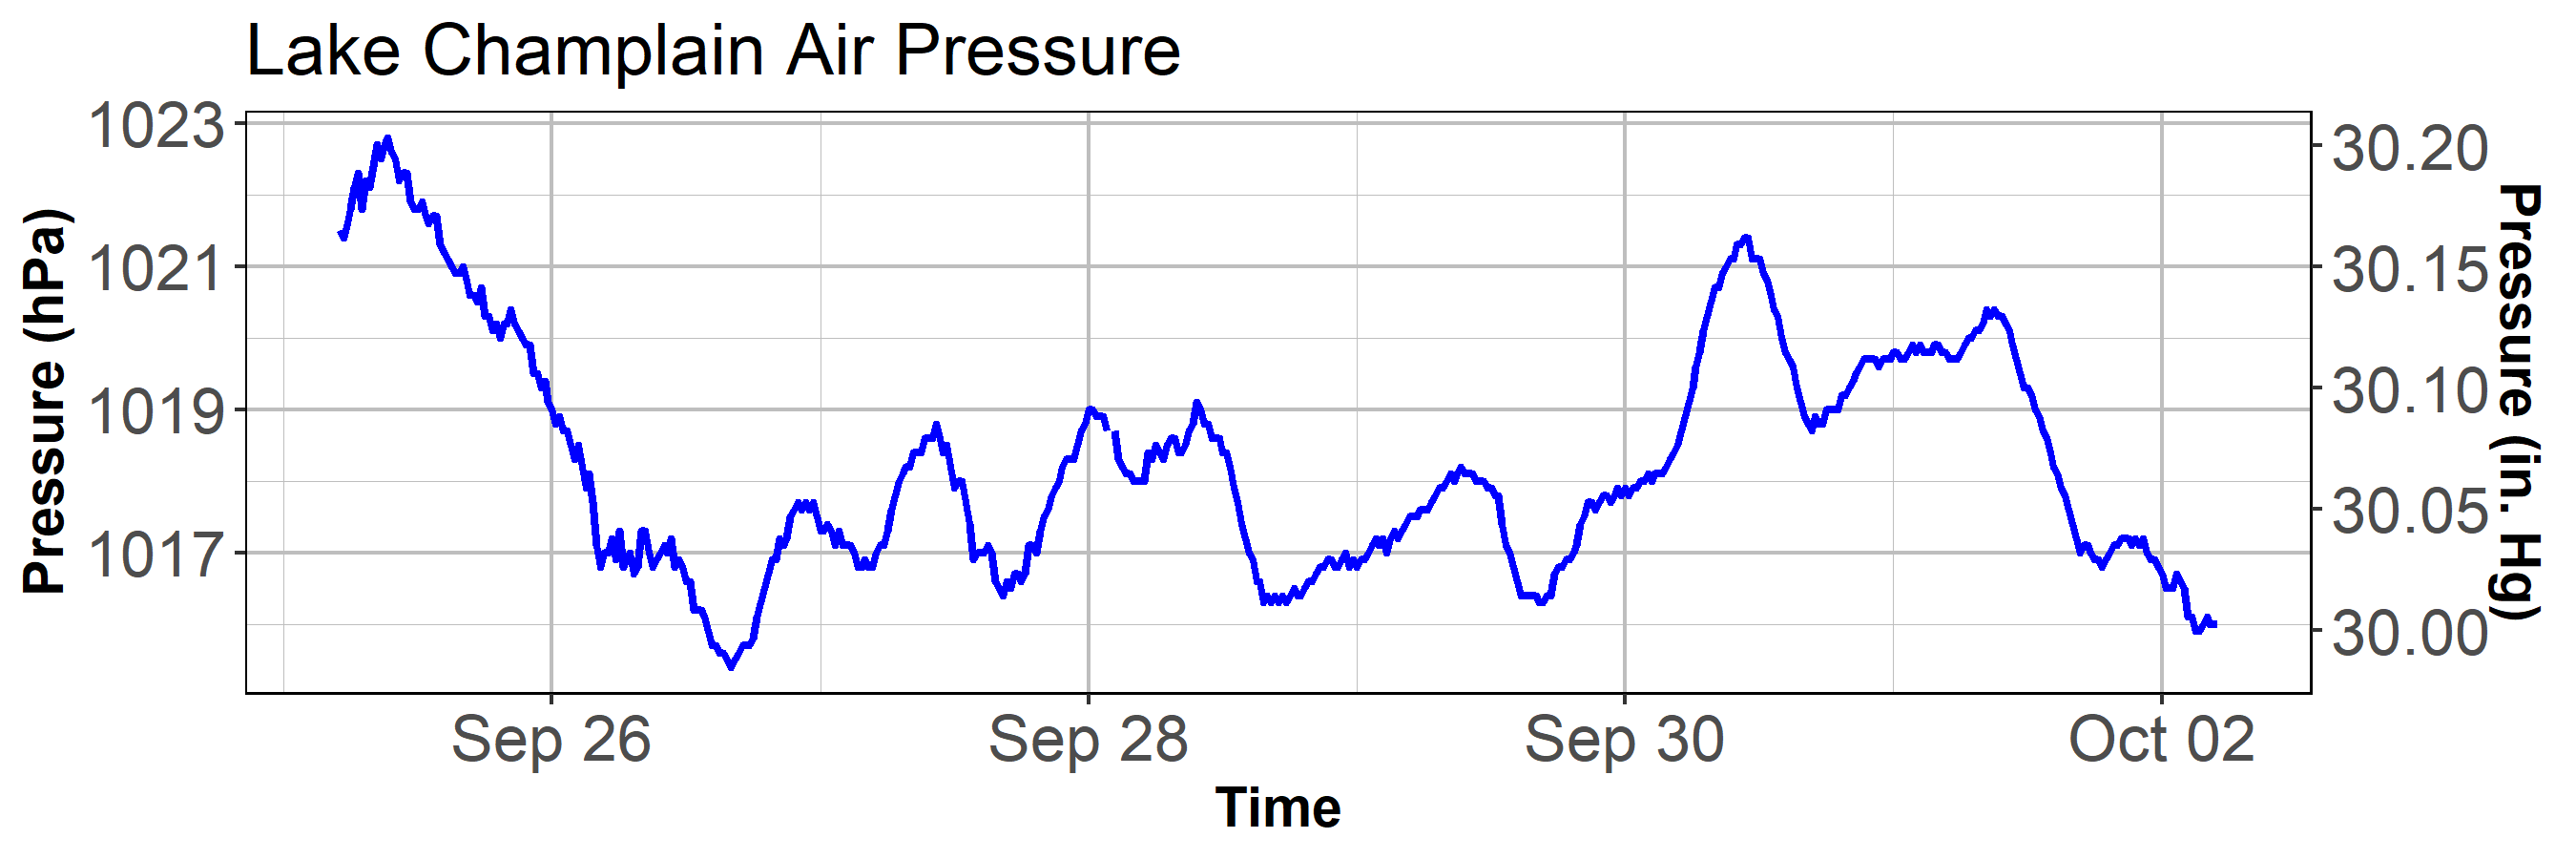 Lake Champlain Air Pressure
Pressure (hPa)
1023
1021
1019
1017
30.20
30.15
30.10
30.05
30.00
Pressure (in. Hg)
Sep 26
Sep 28
Sep 30
Oct 02
Time